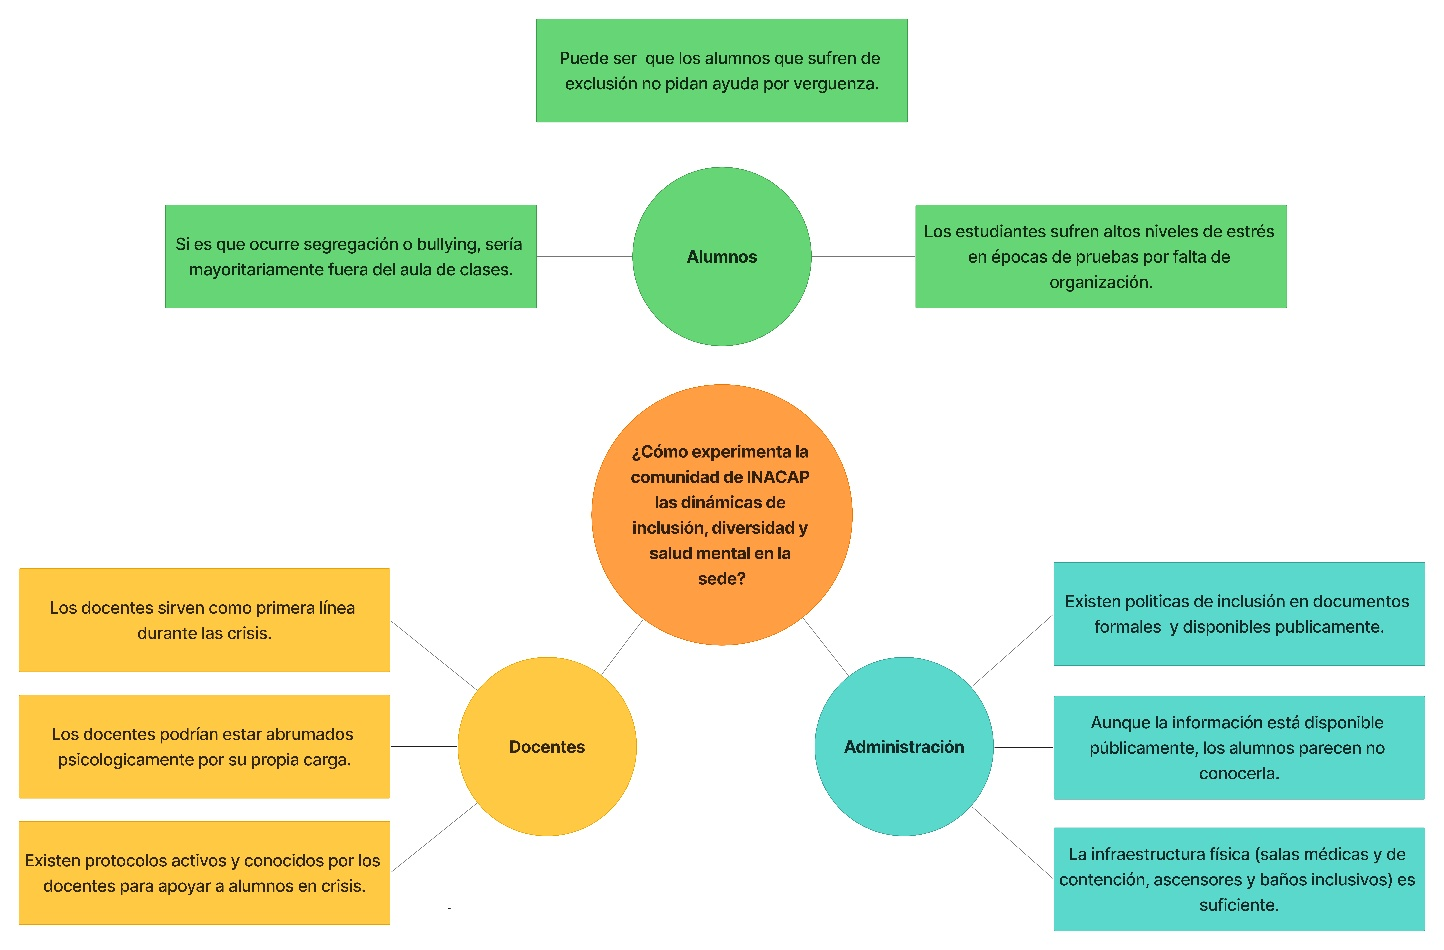 Puede ser  que los alumnos que sufren de
exclusión no pidan ayuda por verguenza.
Si es que ocurre segregación o bullying, sería
mayoritariamente fuera del aula de clases.
Alumnos
Los estudiantes sufren altos niveles de estrés
en épocas de pruebas por falta de
organización.
¿Cómo experimenta la
comunidad de INACAP
las dinámicas de
inclusión, diversidad y
salud mental en la
sede?
Los docentes sirven como primera línea
durante las crisis.
Los docentes podrían estar abrumados
psicologicamente por su propia carga.
Existen protocolos activos y conocidos por los
docentes para apoyar a alumnos en crisis.
Docentes
Administración
Existen politicas de inclusión en documentos
formales  y disponibles publicamente.
Aunque la información está disponible
públicamente, los alumnos parecen no
conocerla.
La infraestructura física (salas médicas y de
contención, ascensores y baños inclusivos) es
suficiente.